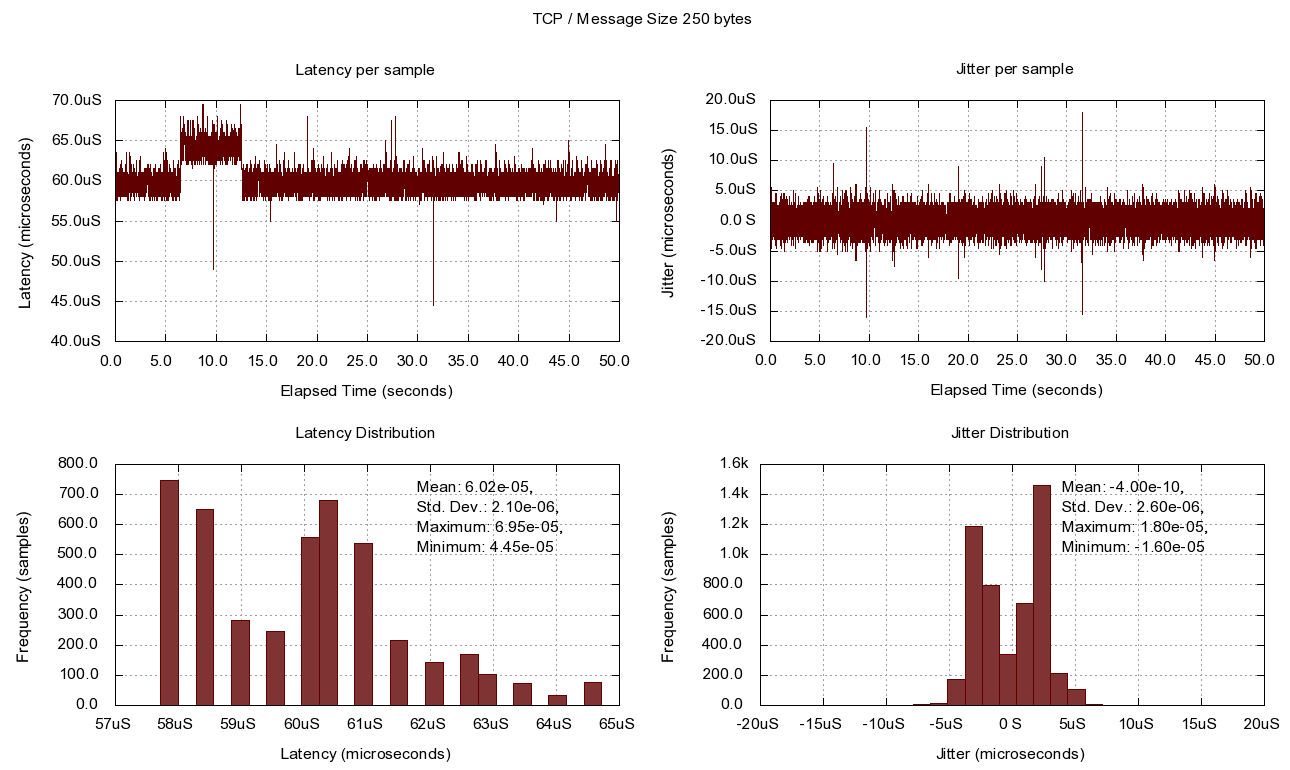 TCP / Message Size 250 bytes
Latency per sample
70.0uS
65.0uS
60.0uS
55.0uS
50.0uS
45.0uS
40.0uS
0.0 5.0 10.0 15.0 20.0 25.0 30.0 35.0 40.0 45.0 50.0
Latency (microseconds)
Elapsed Time (seconds)
Jitter per sample
20.0uS
15.0uS
10.0uS
5.0uS
0.0 S
-5.0uS
-10.0uS
-15.0uS
-20.0uS
0.0 5.0 10.0 15.0 20.0 25.0 30.0 35.0 40.0 45.0 50.0
Jitter (microseconds)
Elapsed Time (seconds)
Latency Distribution
800.0
700.0
600.0
500.0
400.0
300.0
200.0
100.0
0.0
57uS 58uS 59uS 60uS 61uS 62uS 63uS 64uS 65uS
Frequency (samples)
Latency (microseconds)
Mean: 6.02e-05,
Std. Dev.: 2.10e-06,
Maximum: 6.95e-05,
Minimum: 4.45e-05
Jitter Distribution
1.6k
1.4k
1.2k
1.0k
800.0
600.0
400.0
200.0
0.0
-20uS -15uS -10uS -5uS 0 S 5uS 10uS 15uS 20uS
Frequency (samples)
Jitter (microseconds)
Mean: -4.00e-10,
Std. Dev.: 2.60e-06,
Maximum: 1.80e-05,
Minimum: -1.60e-05